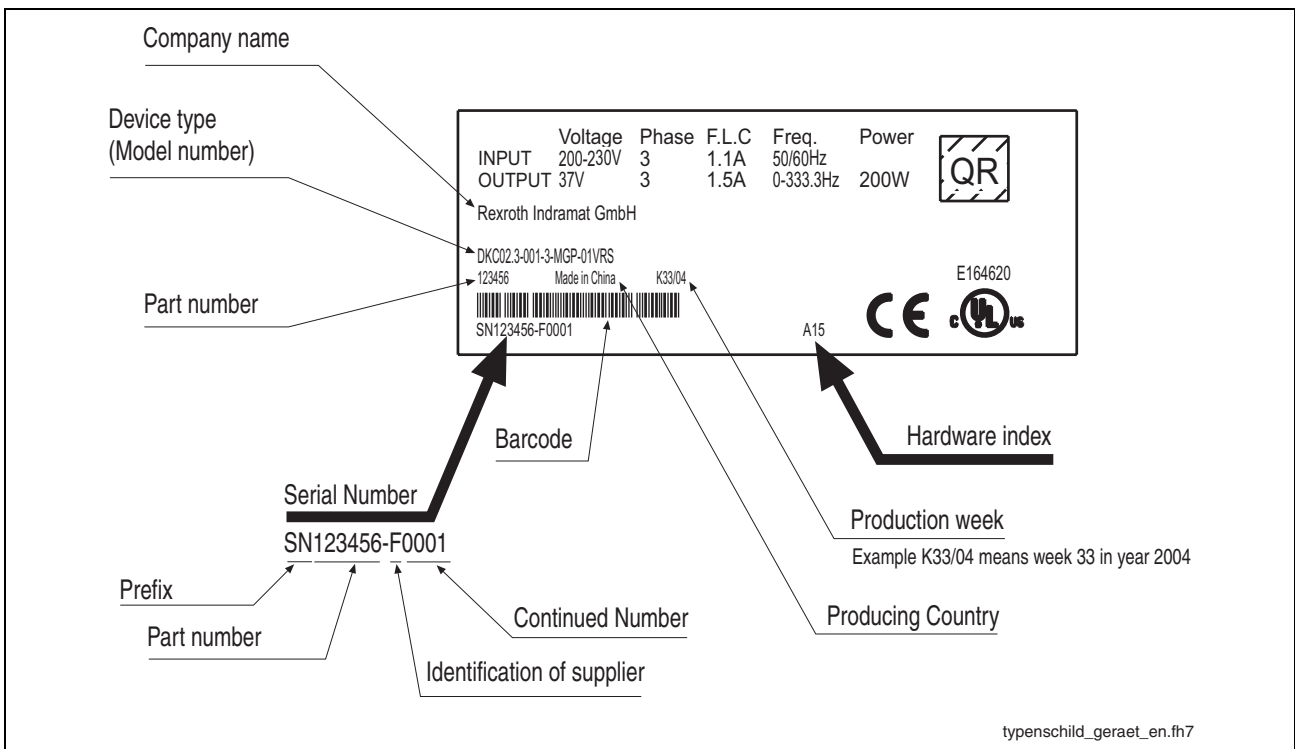 Company name
Device type
(Model number)
Voltage Phase F.L.C Freq. Power
INPUT 200-230V 3 1.1A 50/60Hz
OUTPUT 37V 3 1.5A 0-333.3Hz 200W
QR
Rexroth Indramat GmbH
DKC02.3-001-3-MGP-01VRS
123456 Made in China K33/04
E164620
Part number
SN123456-F0001
A15
CE
C UL US
Barcode
Hardware index
Serial Number
SN123456-F0001
Production week
Example K33/04 means week 33 in year 2004
Prefix
Continued Number
Producing Country
Part number
Identification of supplier
typenschild_geraet_en.fh7